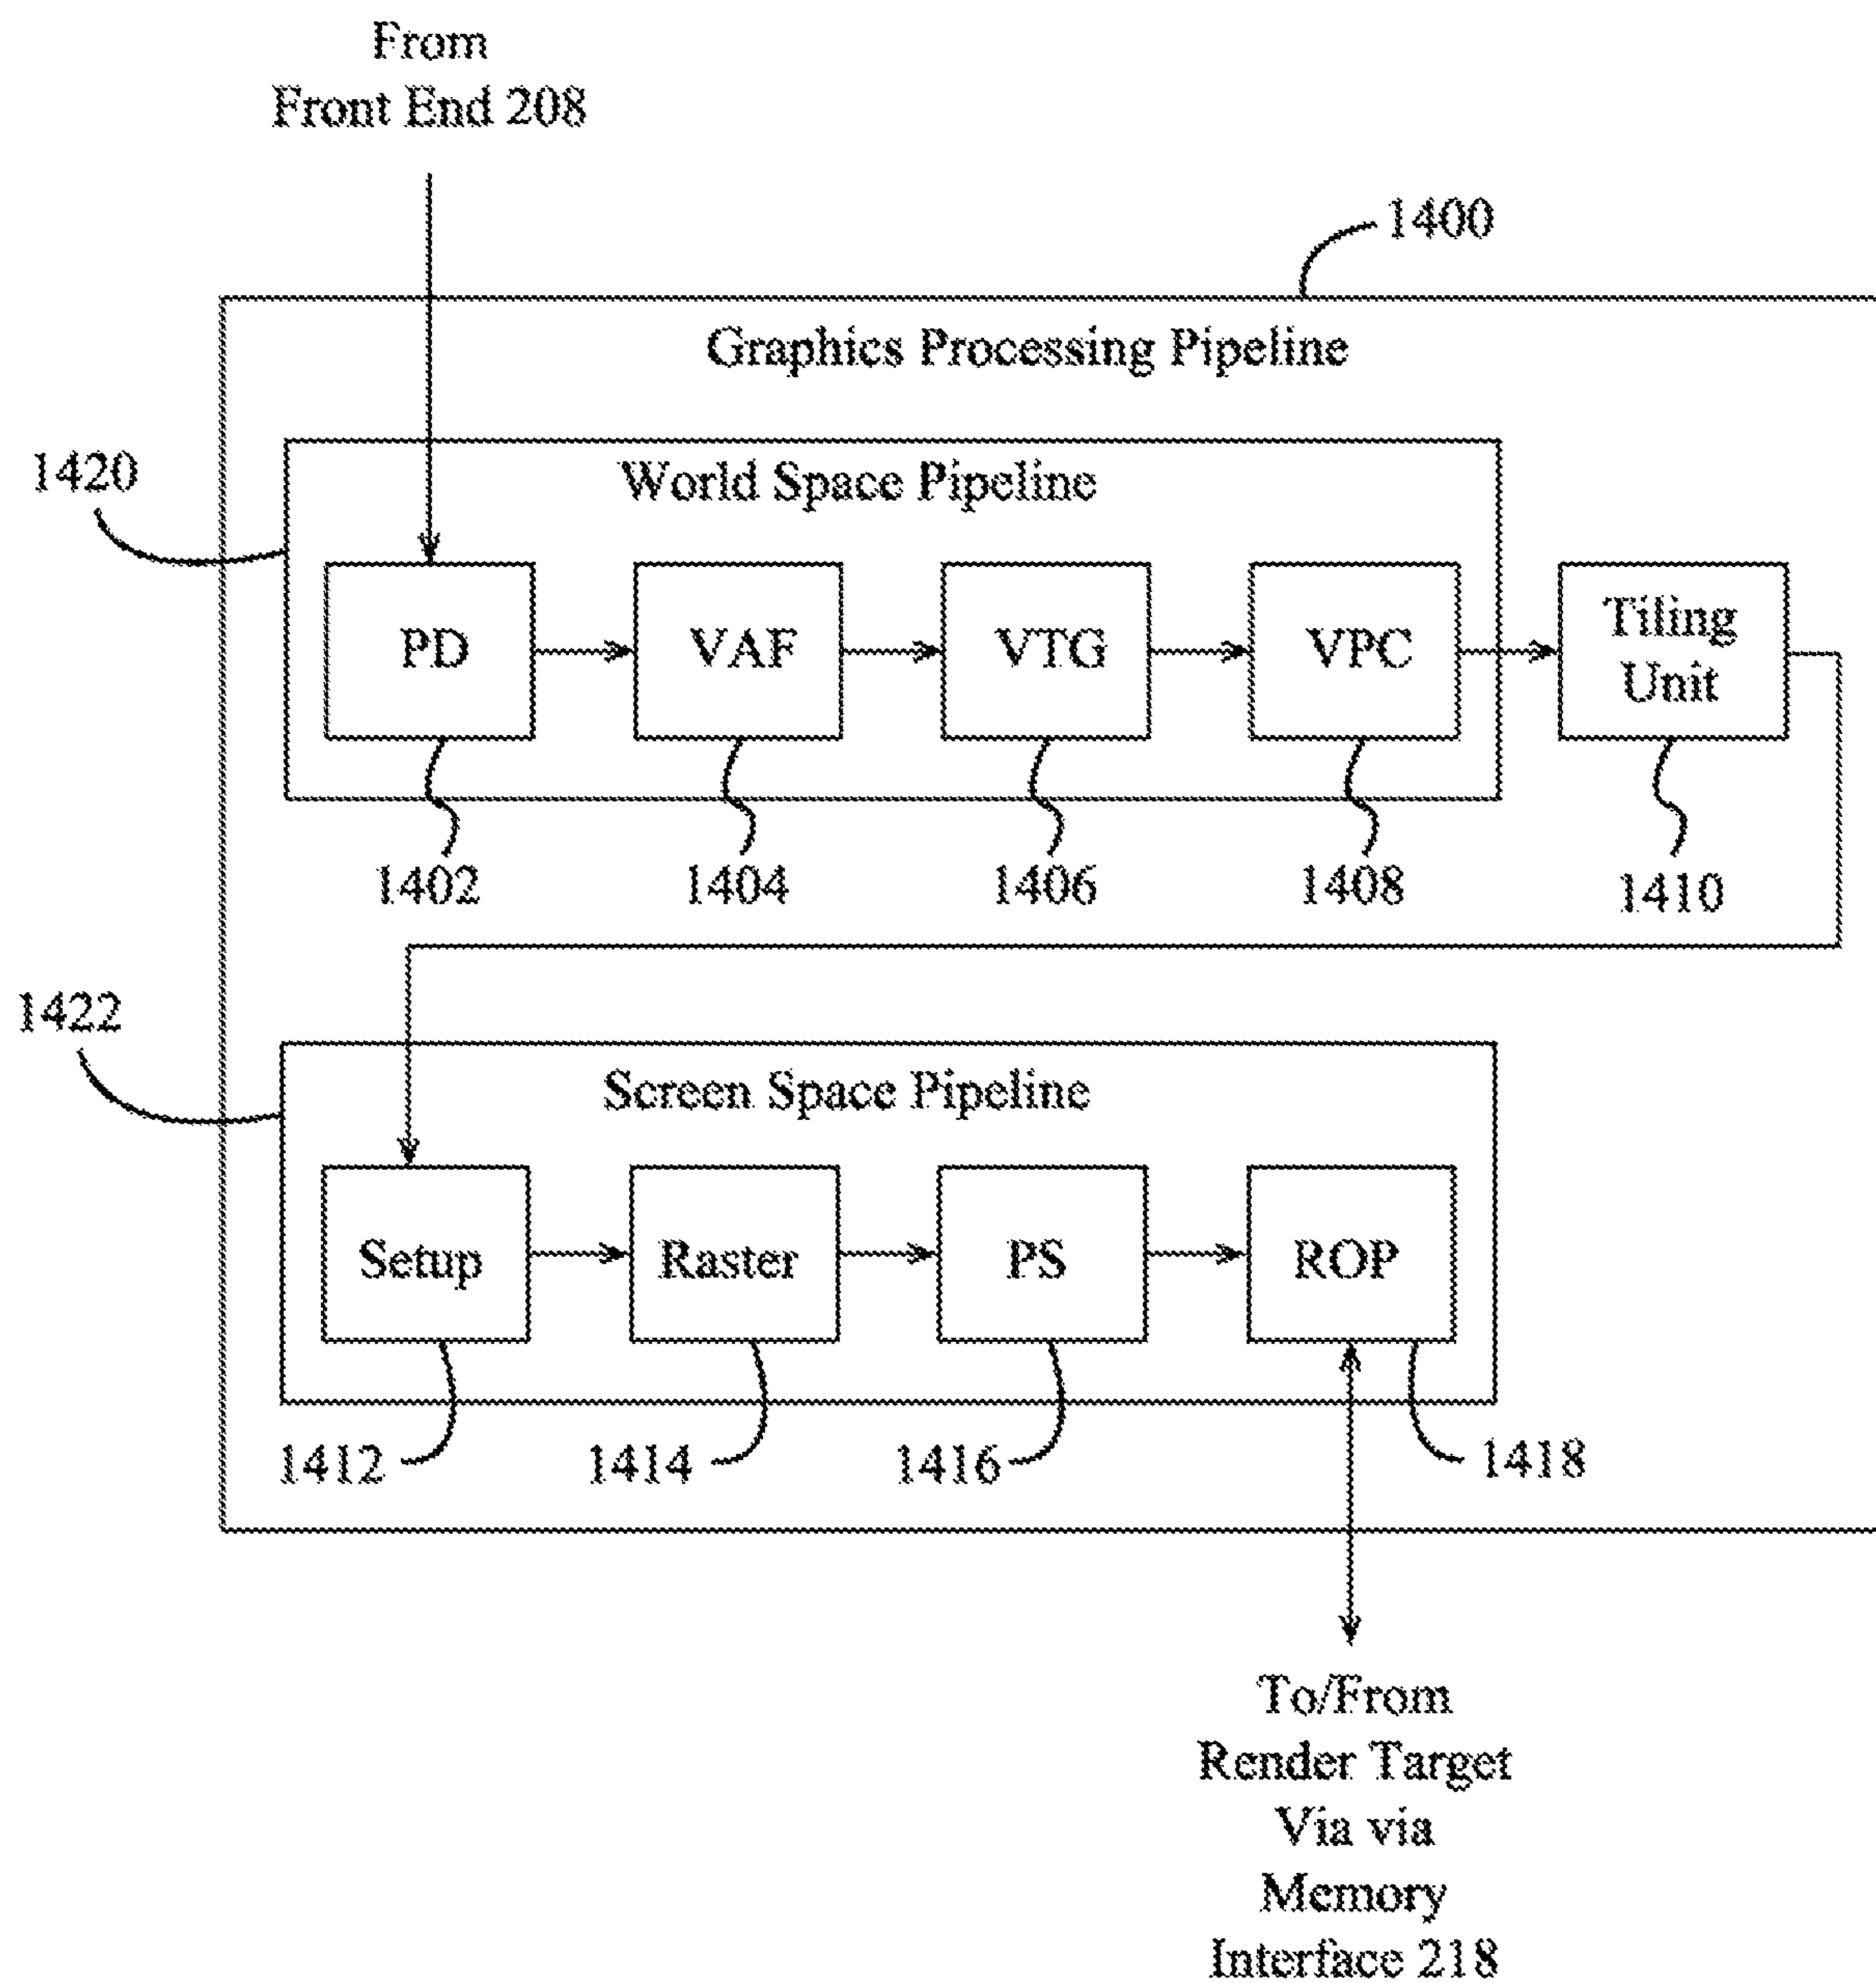 From
Front End 208
1400
Graphics Processing Pipeline
1420
World Space Pipeline
PD
VAF
VTG
VPC
Tiling
Unit
1402
1404
1406
1408
1410
1422
Screen Space Pipeline
Setup
Raster
PS
ROP
1412
1414
1416
1418
To/From
Render Target
Via via
Memory
Interface 218